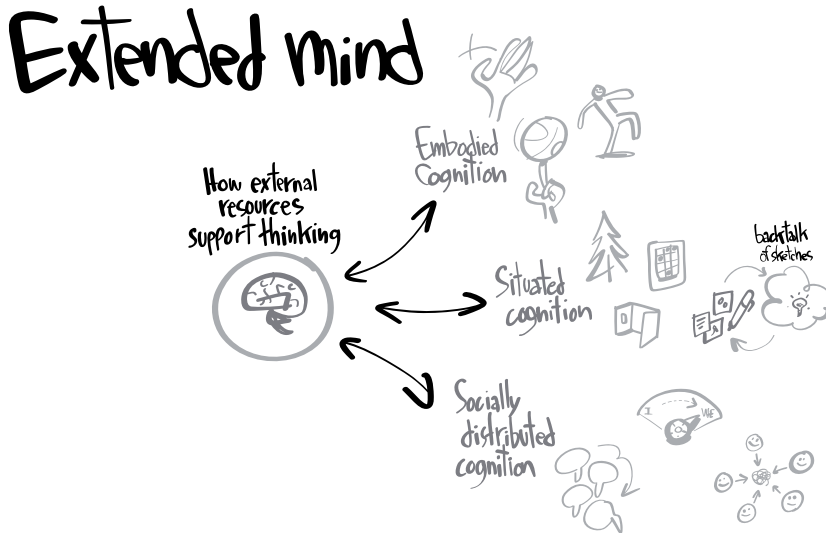 Extended mind
How external
resources
support thinking
Embodied
Cognition
Situated
cognition
backtalk
of sketches
Socially
distributed
cognition
I
WE